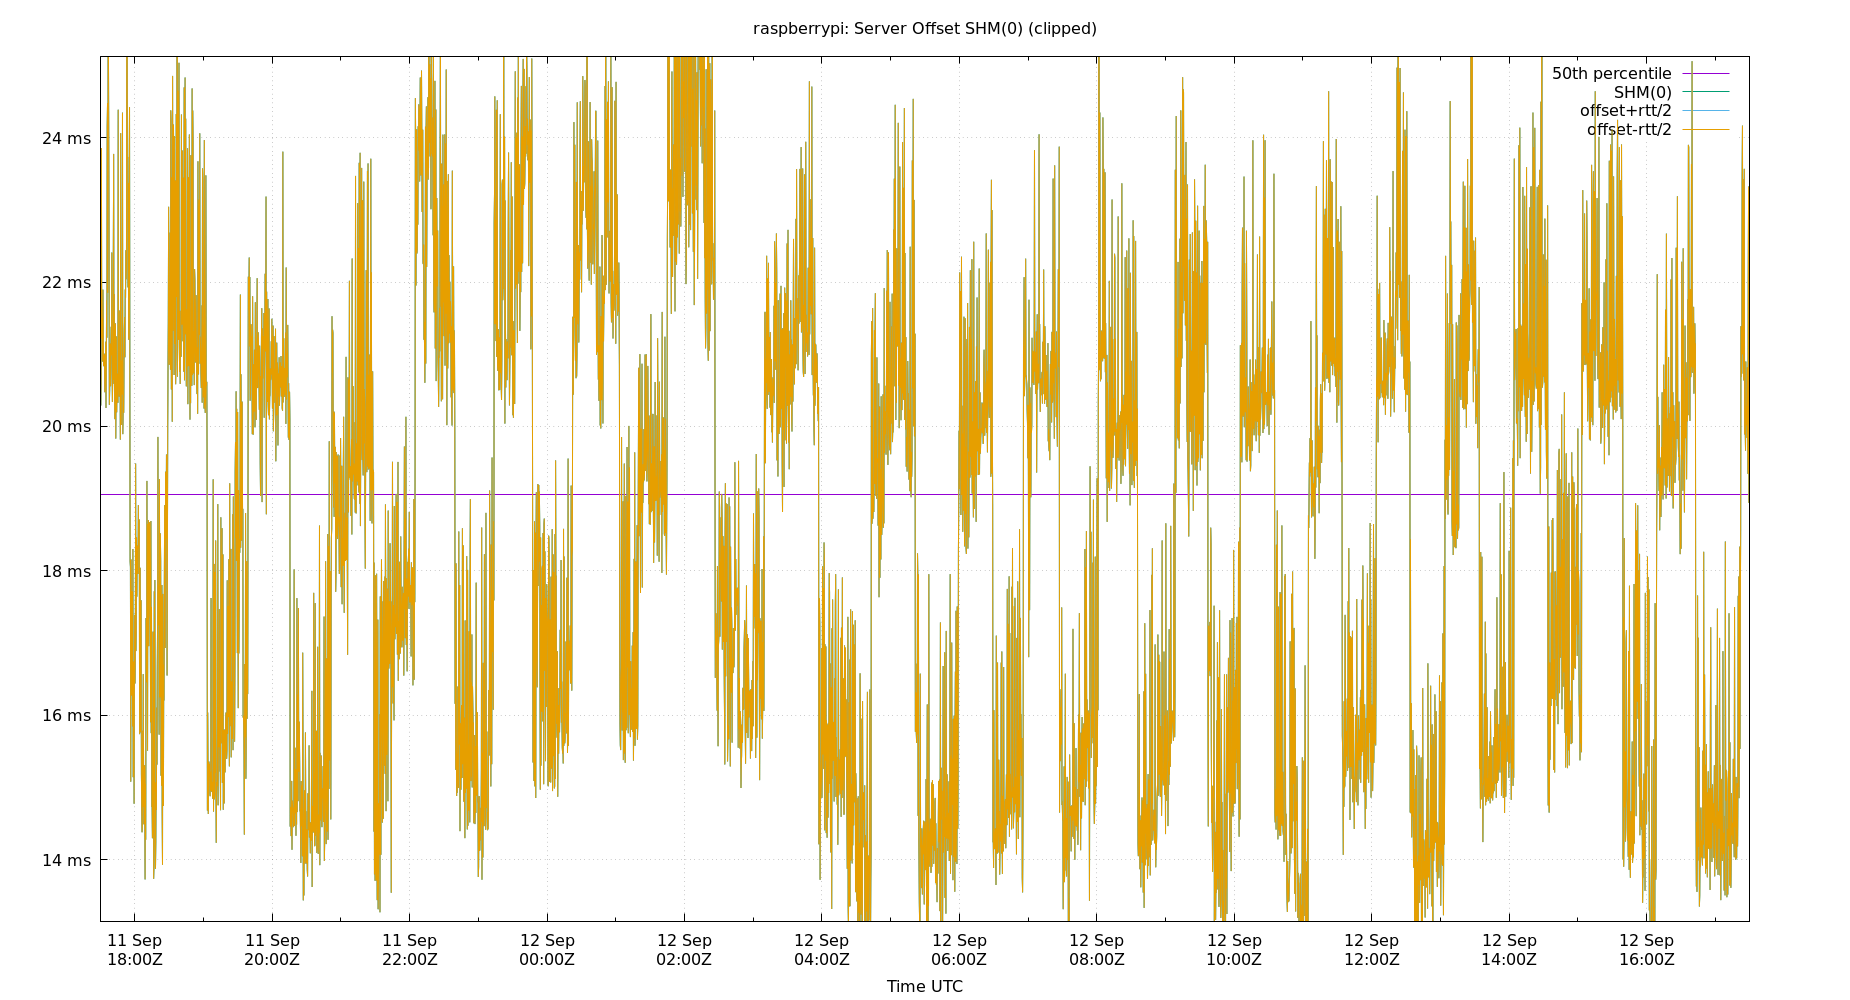 raspberrypi: Server Offset SHM(0) (clipped)
50th percentile
SHM(0)
offset+rtt/2
offset-rtt/2
24 ms
22 ms
20 ms
18 ms
16 ms
14 ms
11 Sep 11 Sep 11 Sep 12 Sep 12 Sep 12 Sep 12 Sep 12 Sep 12 Sep 12 Sep 12 Sep 12 Sep
18:00Z 20:00Z 22:00Z 00:00Z 02:00Z 04:00Z 06:00Z 08:00Z 10:00Z 12:00Z 14:00Z 16:00Z
Time UTC